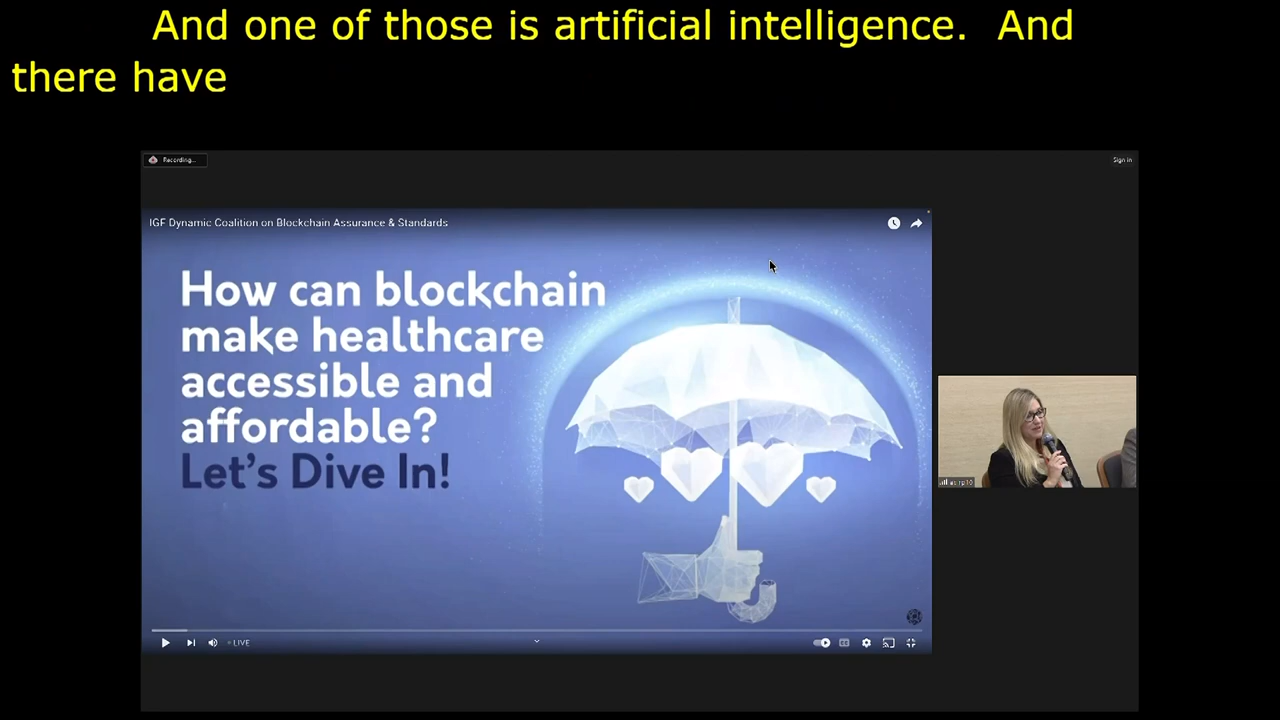 And one of those is artificial intelligence.  And
there have
Recording...
Sign in
IGF Dynamic Coalition on Blockchain Assurance & Standards
How can blockchain
make healthcare
accessible and
affordable?
Let's Dive In!
LIVE